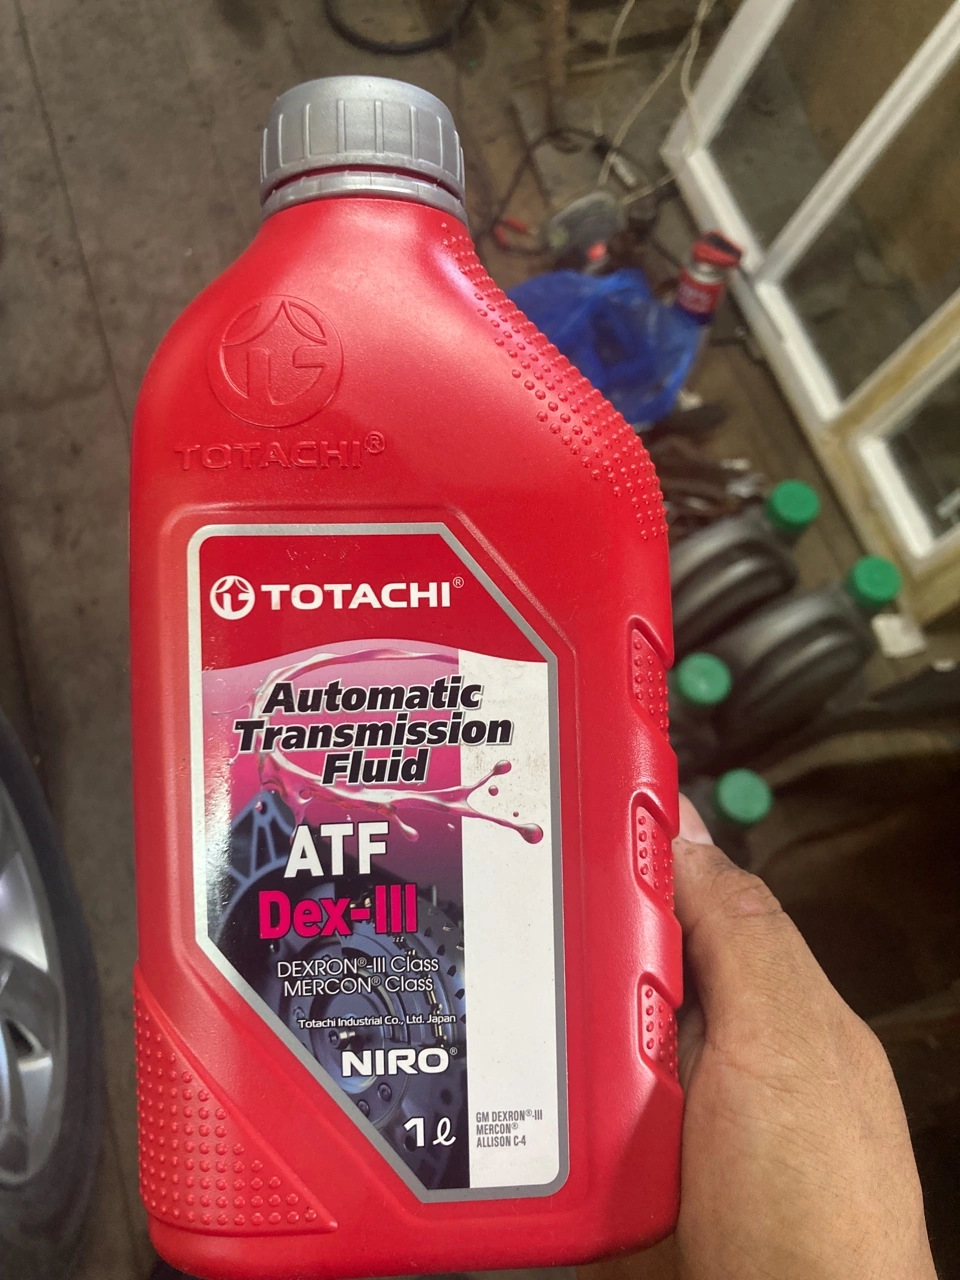 TOTACHI®
TOTACHI®
Automatic
Transmission
Fluid
ATF
Dex-III
DEXRON®-III Class
MERCON® Class
Totachi Industrial Co., Ltd. Japan
NIRO®
1ℓ
GM DEXRON®-III
MERCON®
ALLISON C-4